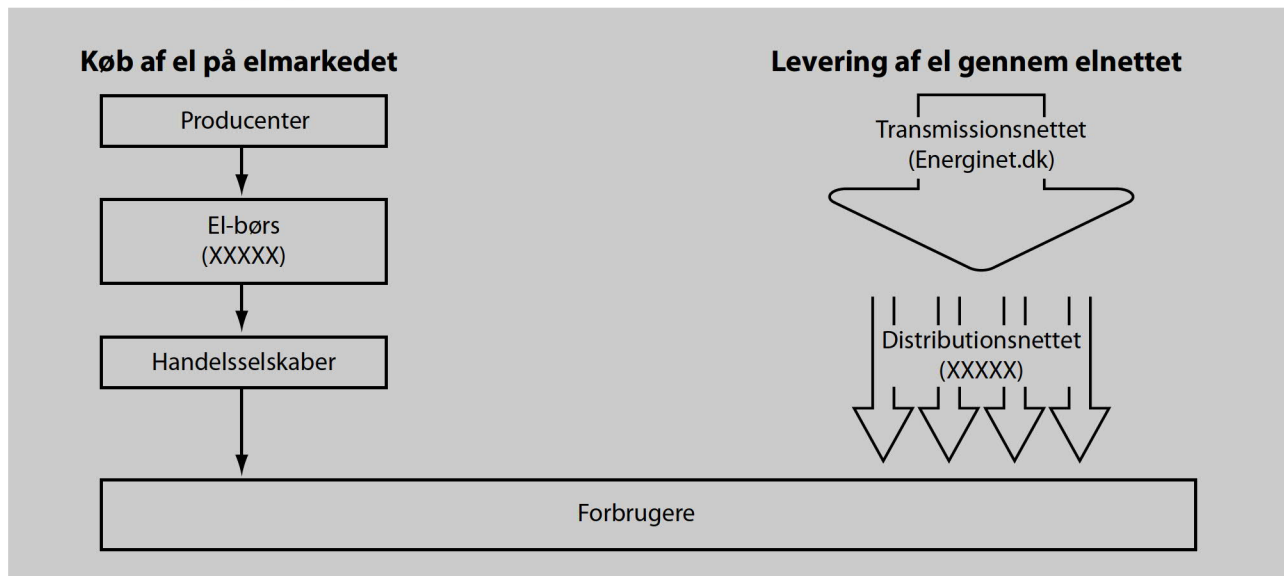 Køb af el på elmarkedet
Producenter
El-børs
(XXXXX)
Handelsselskaber
Levering af el gennem elnettet
Transmissionsnettet
(Energinet.dk)
Distributionsnettet
(XXXXX)
Forbrugere